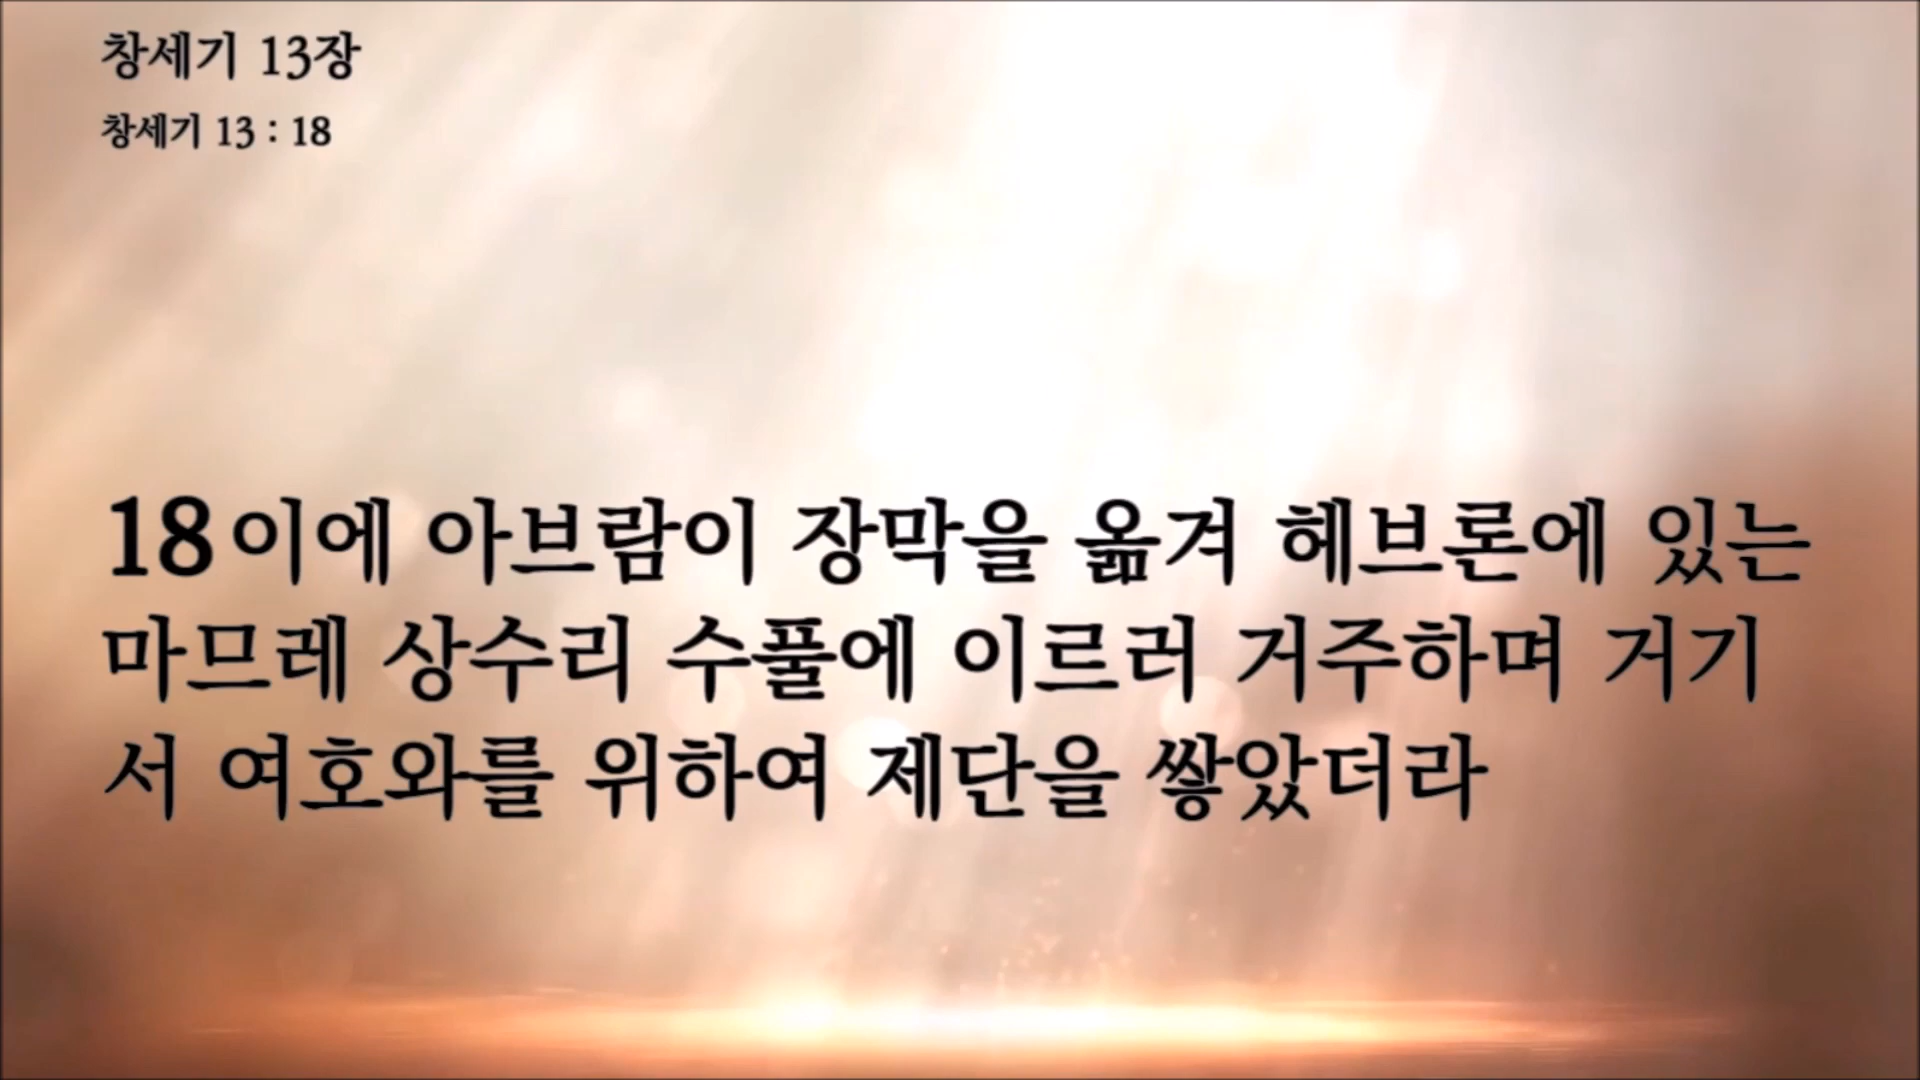 창세기 13장
창세기 13 : 18
18 이에 아브람이 장막을 옮겨 헤브론에 있는
마므레 상수리 수풀에 이르러 거주하며 거기
서 여호와를 위하여 제단을 쌓았더라